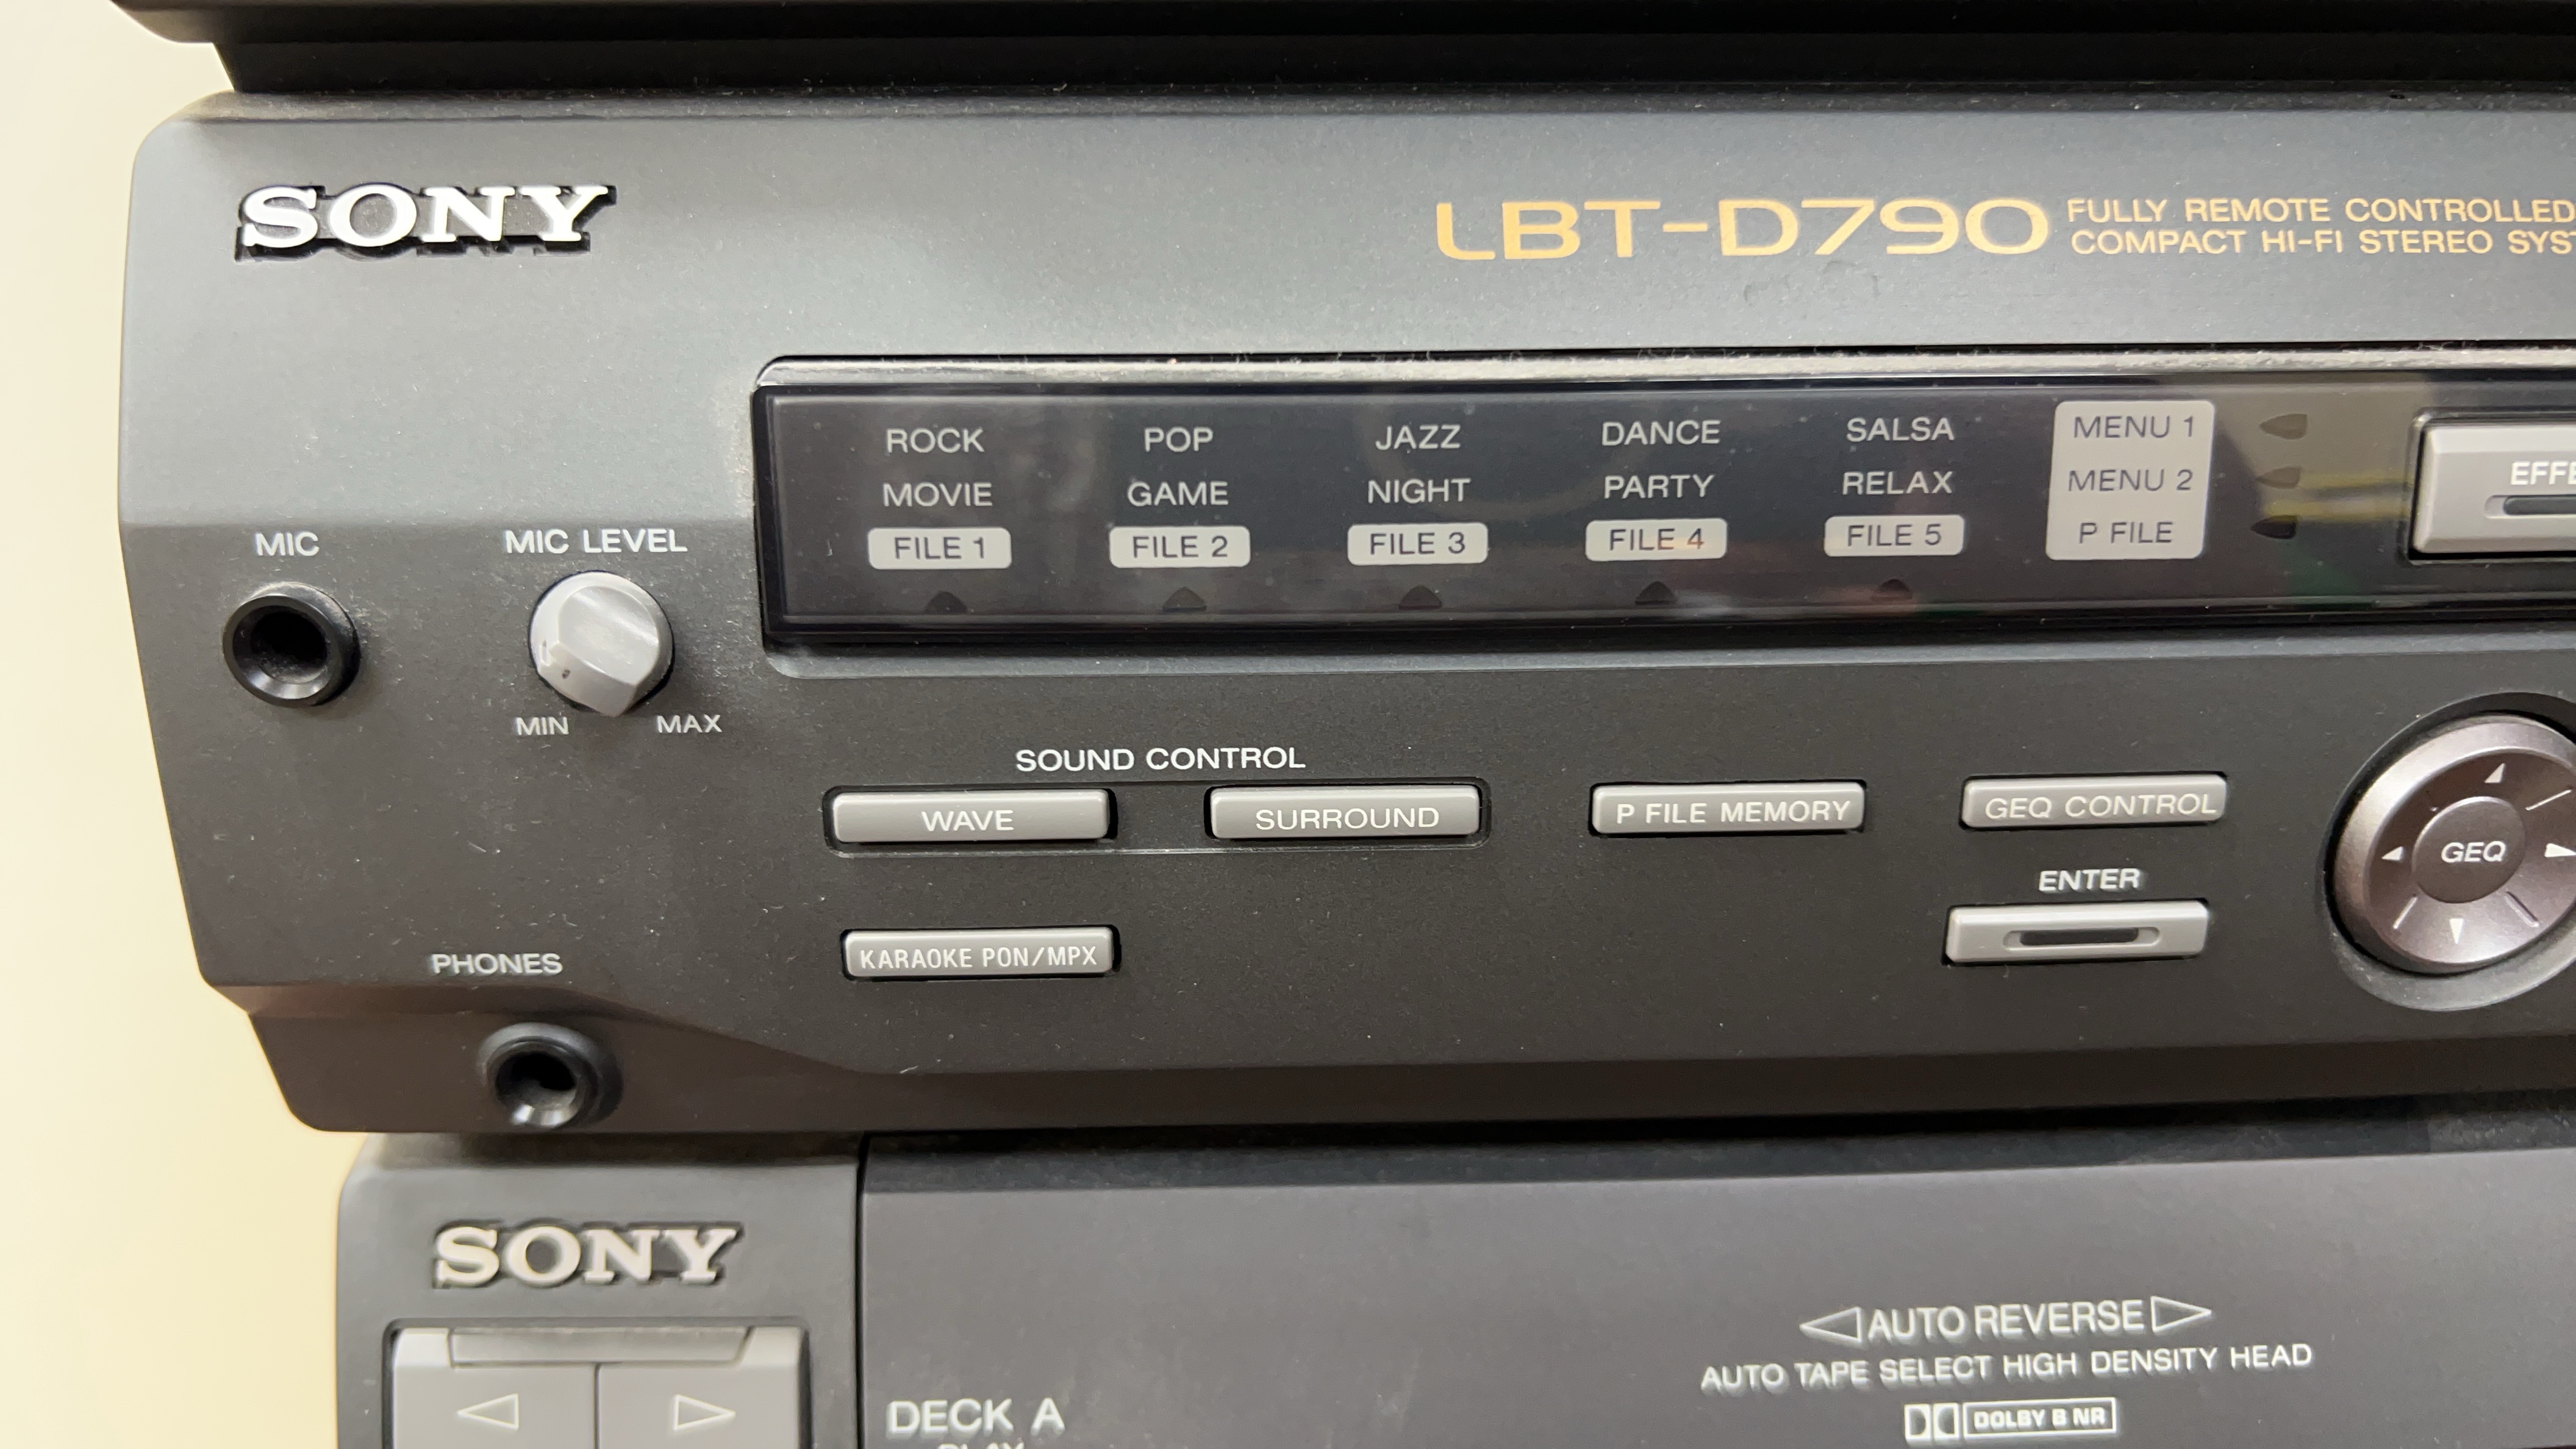 SONY
LBT-D790
FULLY REMOTE CONTROLLED
COMPACT HI-FI STEREO SYS
ROCK POP JAZZ DANCE SALSA MENU 1
MOVIE GAME NIGHT PARTY RELAX MENU 2
FILE 1 FILE 2 FILE 3 FILE 4 FILE 5 P FILE
EFFE
MIC MIC LEVEL
MIN MAX
SOUND CONTROL
WAVE SURROUND P FILE MEMORY GEQ CONTROL
GEQ
ENTER
KARAOKE PON/MPX
PHONES
SONY
AUTO REVERSE
AUTO TAPE SELECT HIGH DENSITY HEAD
DOLBY B NR
DECK A
PLAY